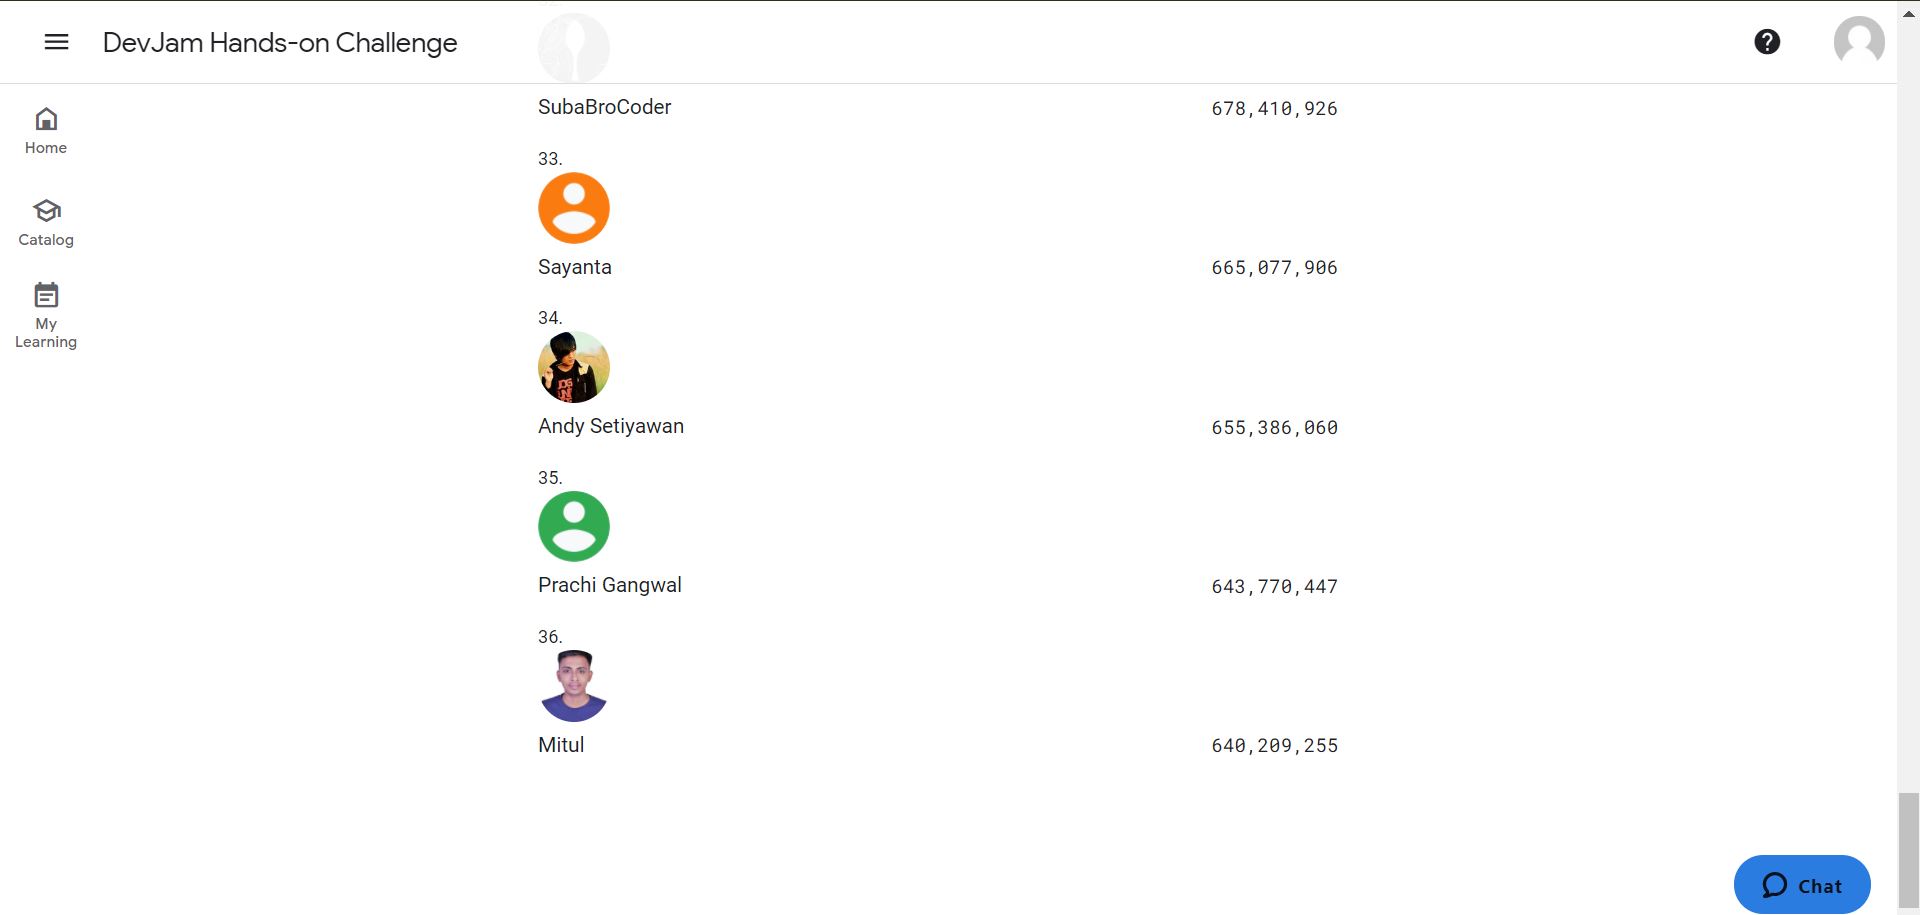 DevJam Hands-on Challenge
Home
Catalog
My
Learning
SubaBroCoder 678,410,926
33.
Sayanta 665,077,906
34.
Andy Setiyawan 655,386,060
35.
Prachi Gangwal 643,770,447
36.
Mitul 640,209,255
Chat